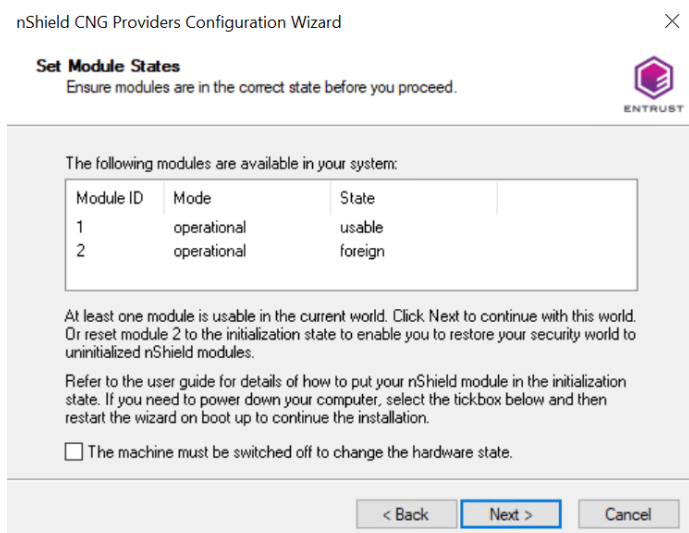 nShield CNG Providers Configuration Wizard
Set Module States
Ensure modules are in the correct state before you proceed.
ENTRUST
The following modules are available in your system:
Module ID Mode State
1 operational usable
2 operational foreign
At least one module is usable in the current world. Click Next to continue with this world.
Or reset module 2 to the initialization state to enable you to restore your security world to
uninitialized nShield modules.
Refer to the user guide for details of how to put your nShield module in the initialization
state. If you need to power down your computer, select the tickbox below and then
restart the wizard on boot up to continue the installation.
The machine must be switched off to change the hardware state.
< Back Next > Cancel